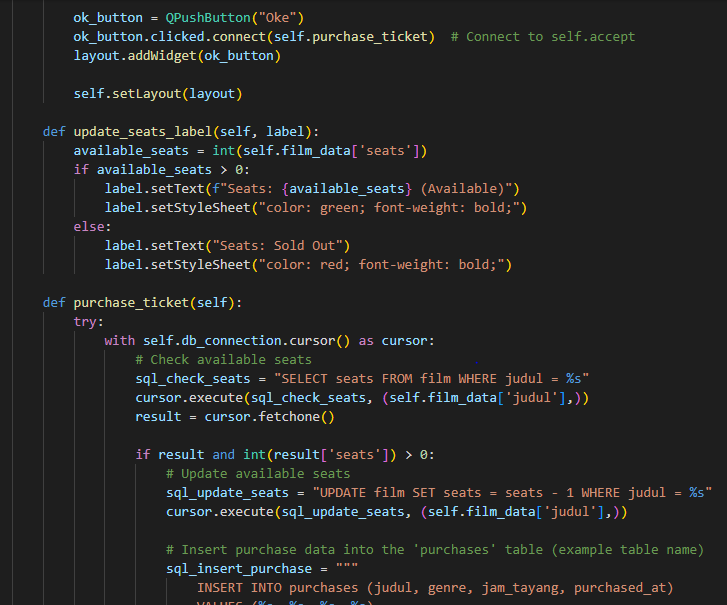 ok_button = QPushButton("Oke")
ok_button.clicked.connect(self.purchase_ticket)  # Connect to self.accept
layout.addWidget(ok_button)
self.setLayout(layout)
def update_seats_label(self, label):
available_seats = int(self.film_data['seats'])
if available_seats > 0:
label.setText(f"Seats: {available_seats} (Available)")
label.setStyleSheet("color: green; font-weight: bold;")
else:
label.setText("Seats: Sold Out")
label.setStyleSheet("color: red; font-weight: bold;")
def purchase_ticket(self):
try:
with self.db_connection.cursor() as cursor:
# Check available seats
sql_check_seats = "SELECT seats FROM film WHERE judul = %s"
cursor.execute(sql_check_seats, (self.film_data['judul'],))
result = cursor.fetchone()
if result and int(result['seats']) > 0:
# Update available seats
sql_update_seats = "UPDATE film SET seats = seats - 1 WHERE judul = %s"
cursor.execute(sql_update_seats, (self.film_data['judul'],))
# Insert purchase data into the 'purchases' table (example table name)
sql_insert_purchase = """
INSERT INTO purchases (judul, genre, jam_tayang, purchased_at)
VALUES (%s, %s, %s, %s)